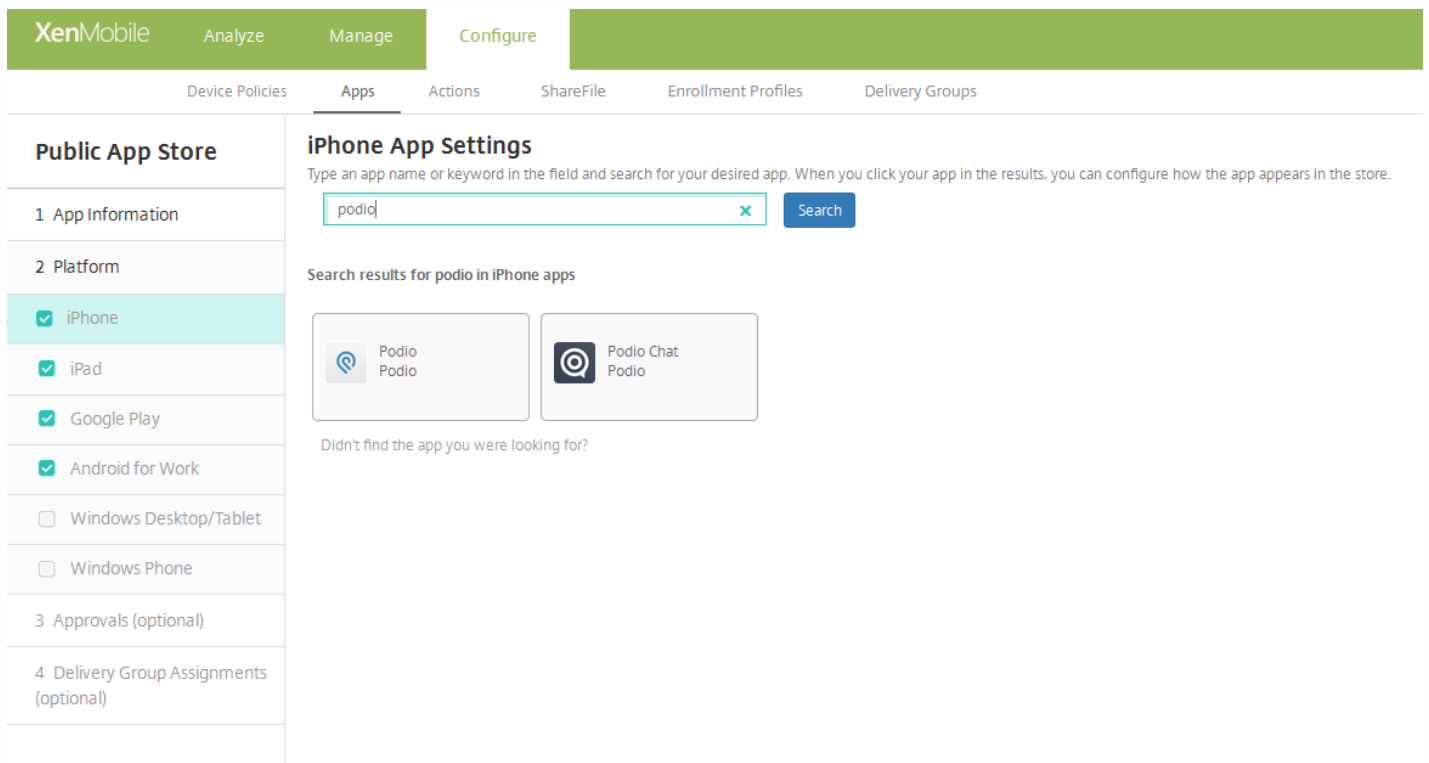 XenMobile Analyze Manage Configure
Device Policies Apps Actions ShareFile Enrollment Profiles Delivery Groups
Public App Store
1 App Information
2 Platform
iPhone
iPad
Google Play
Android for Work
Windows Desktop/Tablet
Windows Phone
3 Approvals (optional)
4 Delivery Group Assignments
(optional)
iPhone App Settings
Type an app name or keyword in the field and search for your desired app. When you click your app in the results, you can configure how the app appears in the store.
podio Search
Search results for podio in iPhone apps
Podio
Podio
Podio Chat
Podio
Didn't find the app you were looking for?